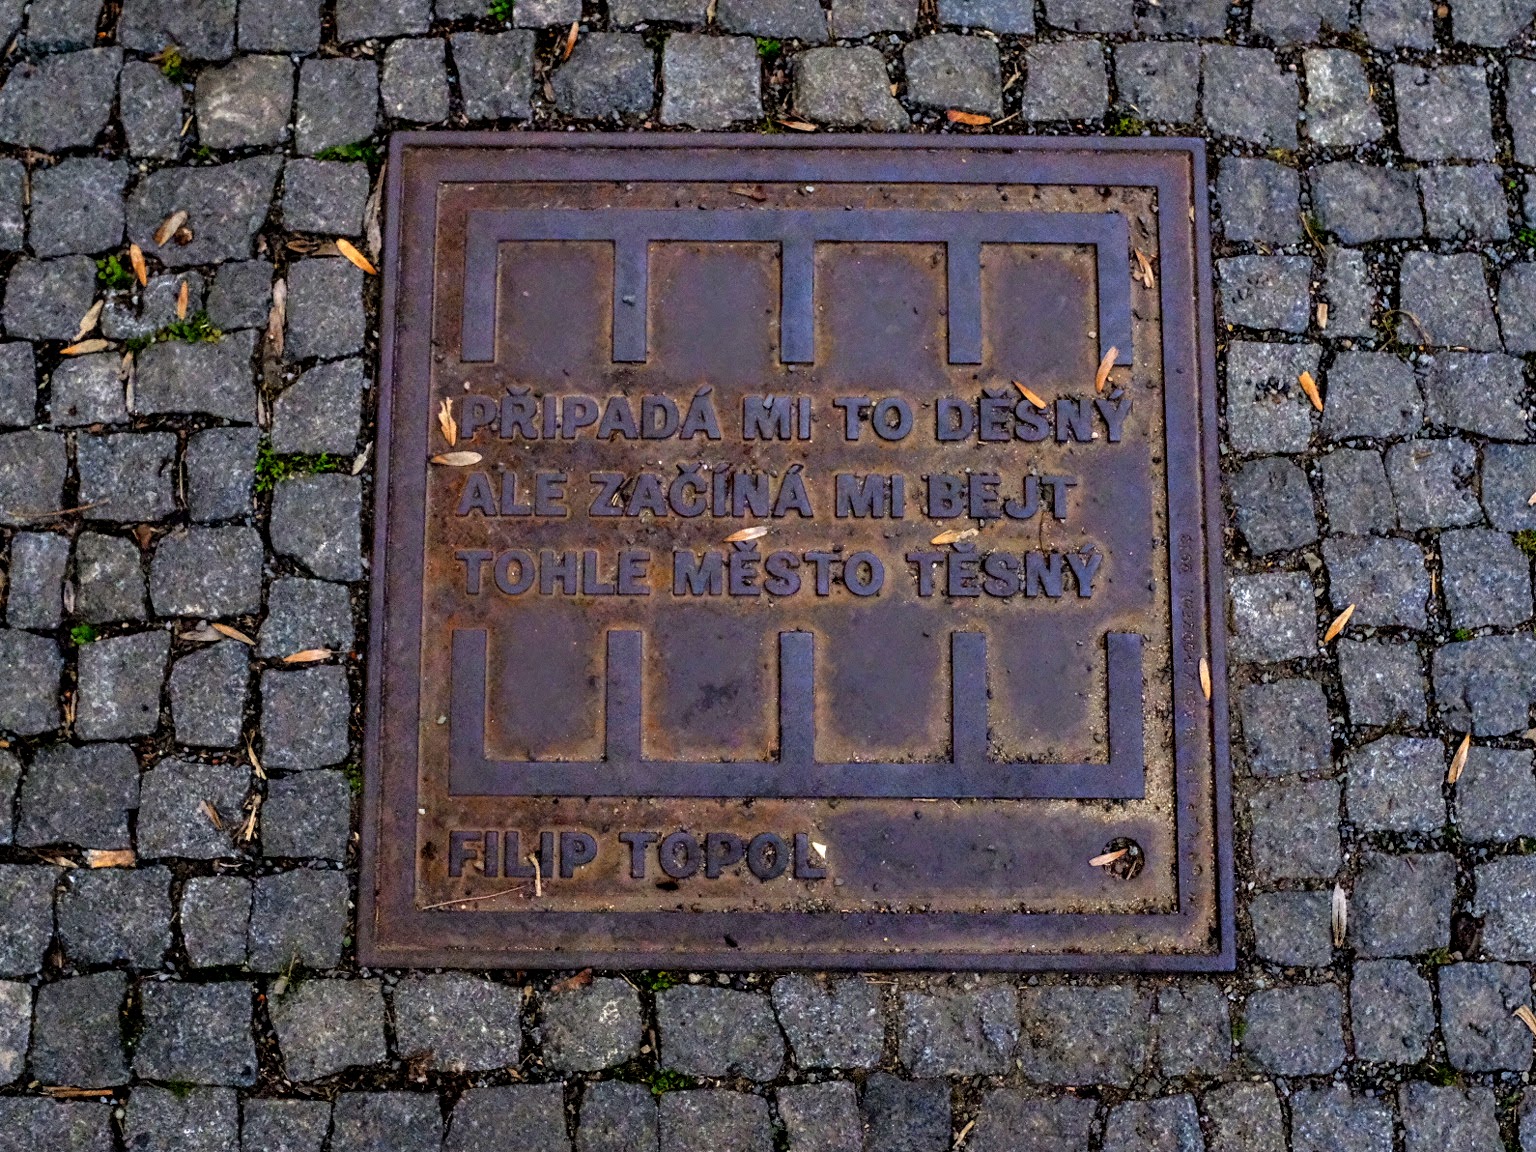 PŘIPADÁ MI TO DĚSNÝ
ALE ZAČÍNÁ MI BEJT
TOHLE MĚSTO TĚSNÝ
FILIP TOPOL